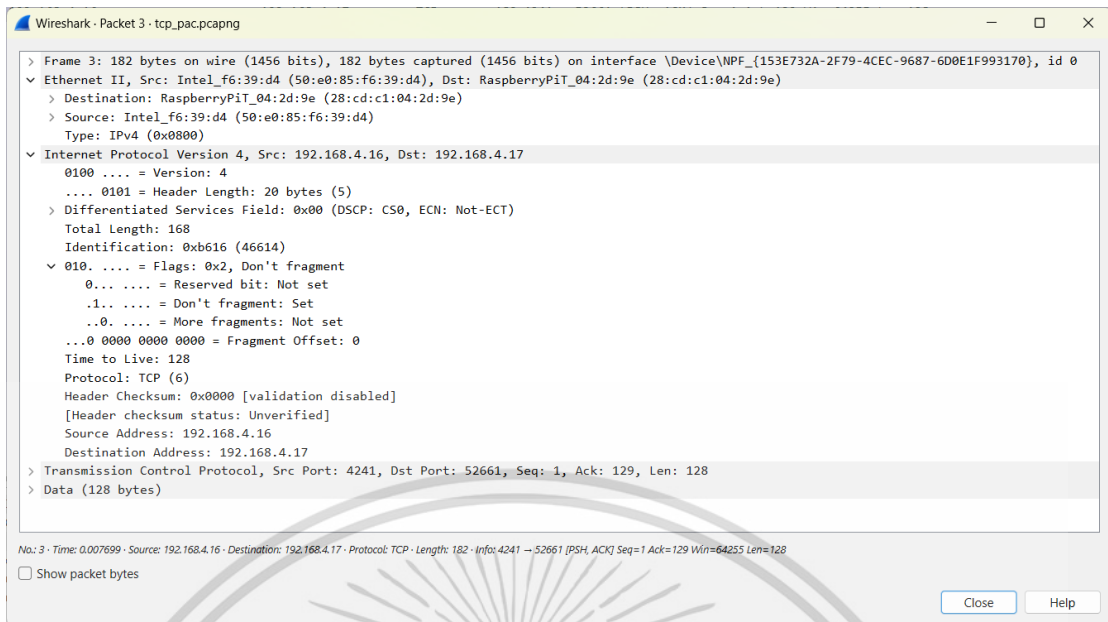 Wireshark · Packet 3 · tcp_pac.pcapng
Frame 3: 182 bytes on wire (1456 bits), 182 bytes captured (1456 bits) on interface \Device\NPF_{153E732A-2F79-4CEC-9687-6D0E1F993170}, id 0
Ethernet II, Src: Intel_f6:39:d4 (50:e0:85:f6:39:d4), Dst: RaspberryPiT_04:2d:9e (28:cd:c1:04:2d:9e)
Destination: RaspberryPiT_04:2d:9e (28:cd:c1:04:2d:9e)
Source: Intel_f6:39:d4 (50:e0:85:f6:39:d4)
Type: IPv4 (0x0800)
Internet Protocol Version 4, Src: 192.168.4.16, Dst: 192.168.4.17
0100 .... = Version: 4
.... 0101 = Header Length: 20 bytes (5)
Differentiated Services Field: 0x00 (DSCP: CS0, ECN: Not-ECT)
Total Length: 168
Identification: 0xb616 (46614)
010. .... = Flags: 0x2, Don't fragment
0... .... = Reserved bit: Not set
.1.. .... = Don't fragment: Set
..0. .... = More fragments: Not set
...0 0000 0000 0000 = Fragment Offset: 0
Time to Live: 128
Protocol: TCP (6)
Header Checksum: 0x0000 [validation disabled]
[Header checksum status: Unverified]
Source Address: 192.168.4.16
Destination Address: 192.168.4.17
Transmission Control Protocol, Src Port: 4241, Dst Port: 52661, Seq: 1, Ack: 129, Len: 128
Data (128 bytes)
No.: 3 · Time: 0.007699 · Source: 192.168.4.16 · Destination: 192.168.4.17 · Protocol: TCP · Length: 182 · Info: 4241 → 52661 [PSH, ACK] Seq=1 Ack=129 Win=64255 Len=128
Show packet bytes
Close Help